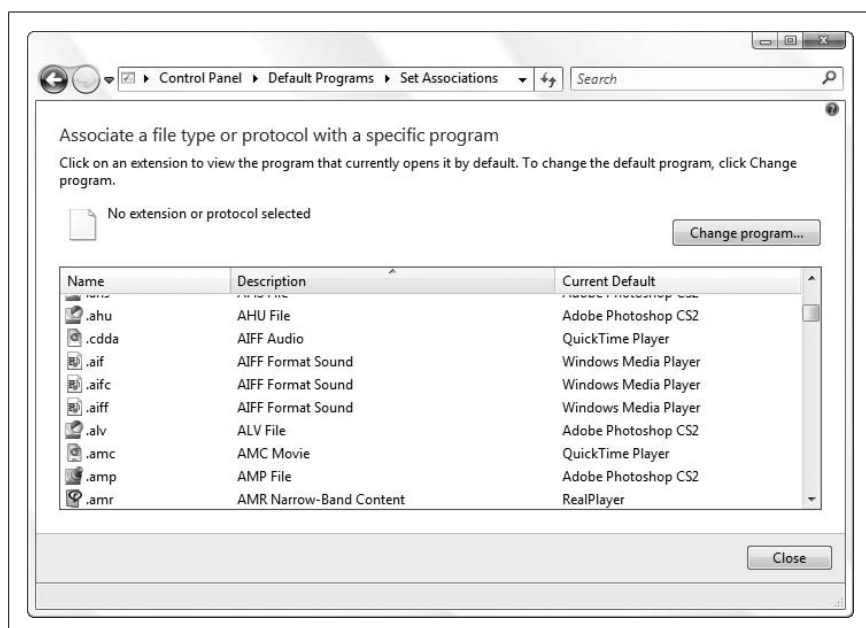 Control Panel ▸ Default Programs ▸ Set Associations
Search
Associate a file type or protocol with a specific program
Click on an extension to view the program that currently opens it by default. To change the default program, click Change
program.
No extension or protocol selected
Change program...
Name Description Current Default
.ahu AHU File Adobe Photoshop CS2
.cdda AIFF Audio QuickTime Player
.aif AIFF Format Sound Windows Media Player
.aifc AIFF Format Sound Windows Media Player
.aiff AIFF Format Sound Windows Media Player
.alv ALV File Adobe Photoshop CS2
.amc AMC Movie QuickTime Player
.amp AMP File Adobe Photoshop CS2
.amr AMR Narrow-Band Content RealPlayer
Close